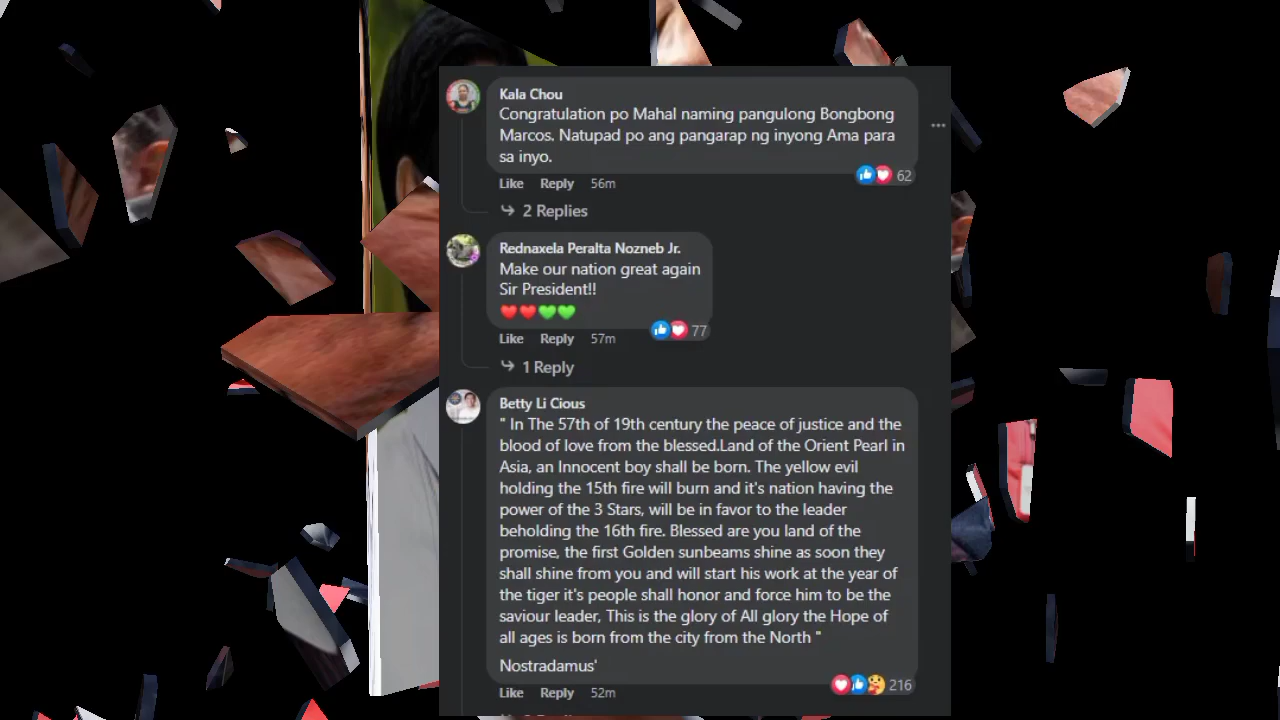 Kala Chou
Congratulation po Mahal naming pangulong Bongbong
Marcos. Natupad po ang pangarap ng inyong Ama para
sa inyo.
Like Reply 56m 62
2 Replies
Rednaxela Peralta Nozneb Jr.
Make our nation great again
Sir President!!
❤️❤️💚💚
Like Reply 57m 77
1 Reply
Betty Li Cious
" In The 57th of 19th century the peace of justice and the
blood of love from the blessed.Land of the Orient Pearl in
Asia, an Innocent boy shall be born. The yellow evil
holding the 15th fire will burn and it's nation having the
power of the 3 Stars, will be in favor to the leader
beholding the 16th fire. Blessed are you land of the
promise, the first Golden sunbeams shine as soon they
shall shine from you and will start his work at the year of
the tiger it's people shall honor and force him to be the
saviour leader, This is the glory of All glory the Hope of
all ages is born from the city from the North "
Nostradamus'
Like Reply 52m 216